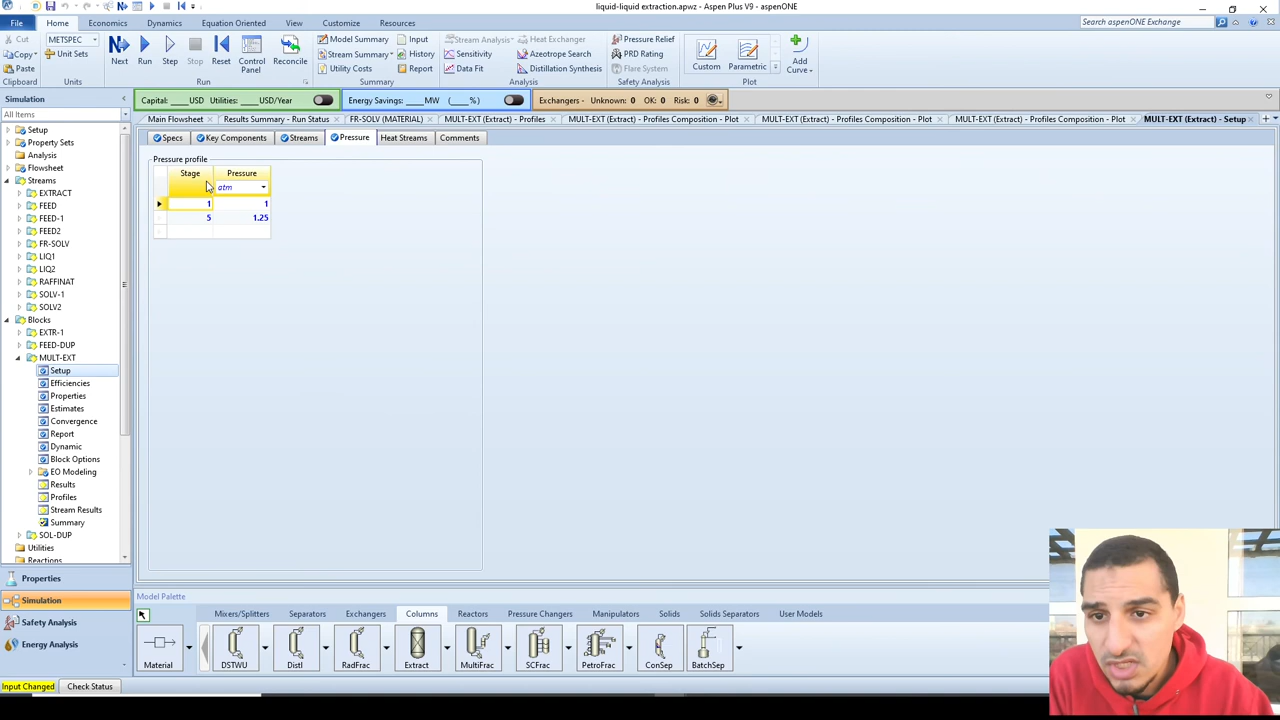 liquid-liquid extraction.apwz - Aspen Plus V9 - aspenONE
File Home Economics Dynamics Equation Oriented View Customize Resources Search aspenONE Exchange
Cut METSPEC Model Summary Input Stream Analysis Heat Exchanger Pressure Relief
Copy Unit Sets Stream Summary History Sensitivity Azeotrope Search PRD Rating
Paste Next Run Step Stop Reset Control Panel Reconcile Utility Costs Report Data Fit Distillation Synthesis Flare System Custom Parametric Add Curve
Clipboard Units Run Summary Analysis Safety Analysis Plot
Simulation Capital: ____ USD Utilities: ____ USD/Year Energy Savings: ____ MW (____ %) Exchangers - Unknown: 0 OK: 0 Risk: 0
All Items Main Flowsheet Results Summary - Run Status FR-SOLV (MATERIAL) MULT-EXT (Extract) - Profiles MULT-EXT (Extract) - Profiles Composition - Plot MULT-EXT (Extract) - Profiles Composition - Plot MULT-EXT (Extract) - Profiles Composition - Plot MULT-EXT (Extract) - Setup
Setup
Property Sets
Analysis
Flowsheet
Streams
EXTRACT
FEED
FEED-1
FEED2
FR-SOLV
LIQ1
LIQ2
RAFFINAT
SOLV-1
SOLV2
Blocks
EXTR-1
FEED-DUP
MULT-EXT
Setup
Efficiencies
Properties
Estimates
Convergence
Report
Dynamic
Block Options
EO Modeling
Results
Profiles
Stream Results
Summary
SOL-DUP
Utilities
Reactions
Specs Key Components Streams Pressure Heat Streams Comments
Pressure profile
Stage Pressure
atm
1 1
5 1.25
Properties
Simulation
Safety Analysis
Energy Analysis
Model Palette
Mixers/Splitters Separators Exchangers Columns Reactors Pressure Changers Manipulators Solids Solids Separators User Models
Material DSTWU Distl RadFrac Extract MultiFrac SCFrac PetroFrac ConSep BatchSep
Input Changed Check Status